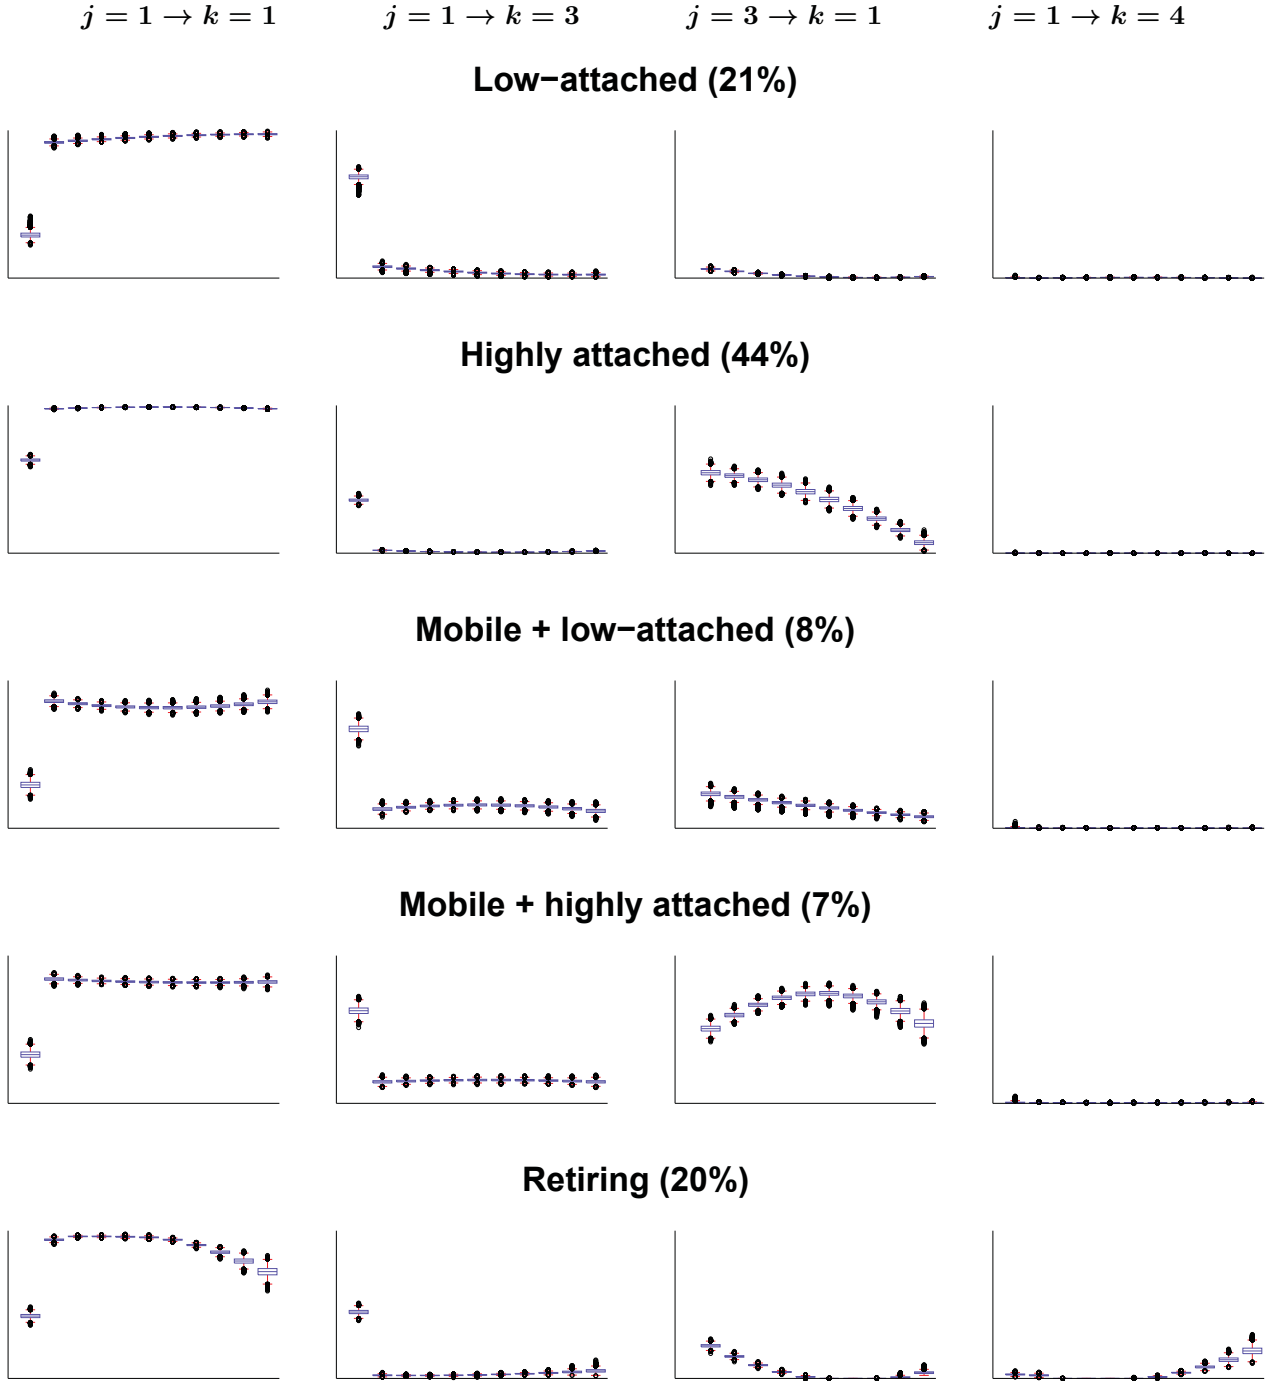 j = 1 → k = 1 j = 1 → k = 3 j = 3 → k = 1 j = 1 → k = 4
Low−attached (21%)
Highly attached (44%)
Mobile + low−attached (8%)
Mobile + highly attached (7%)
Retiring (20%)